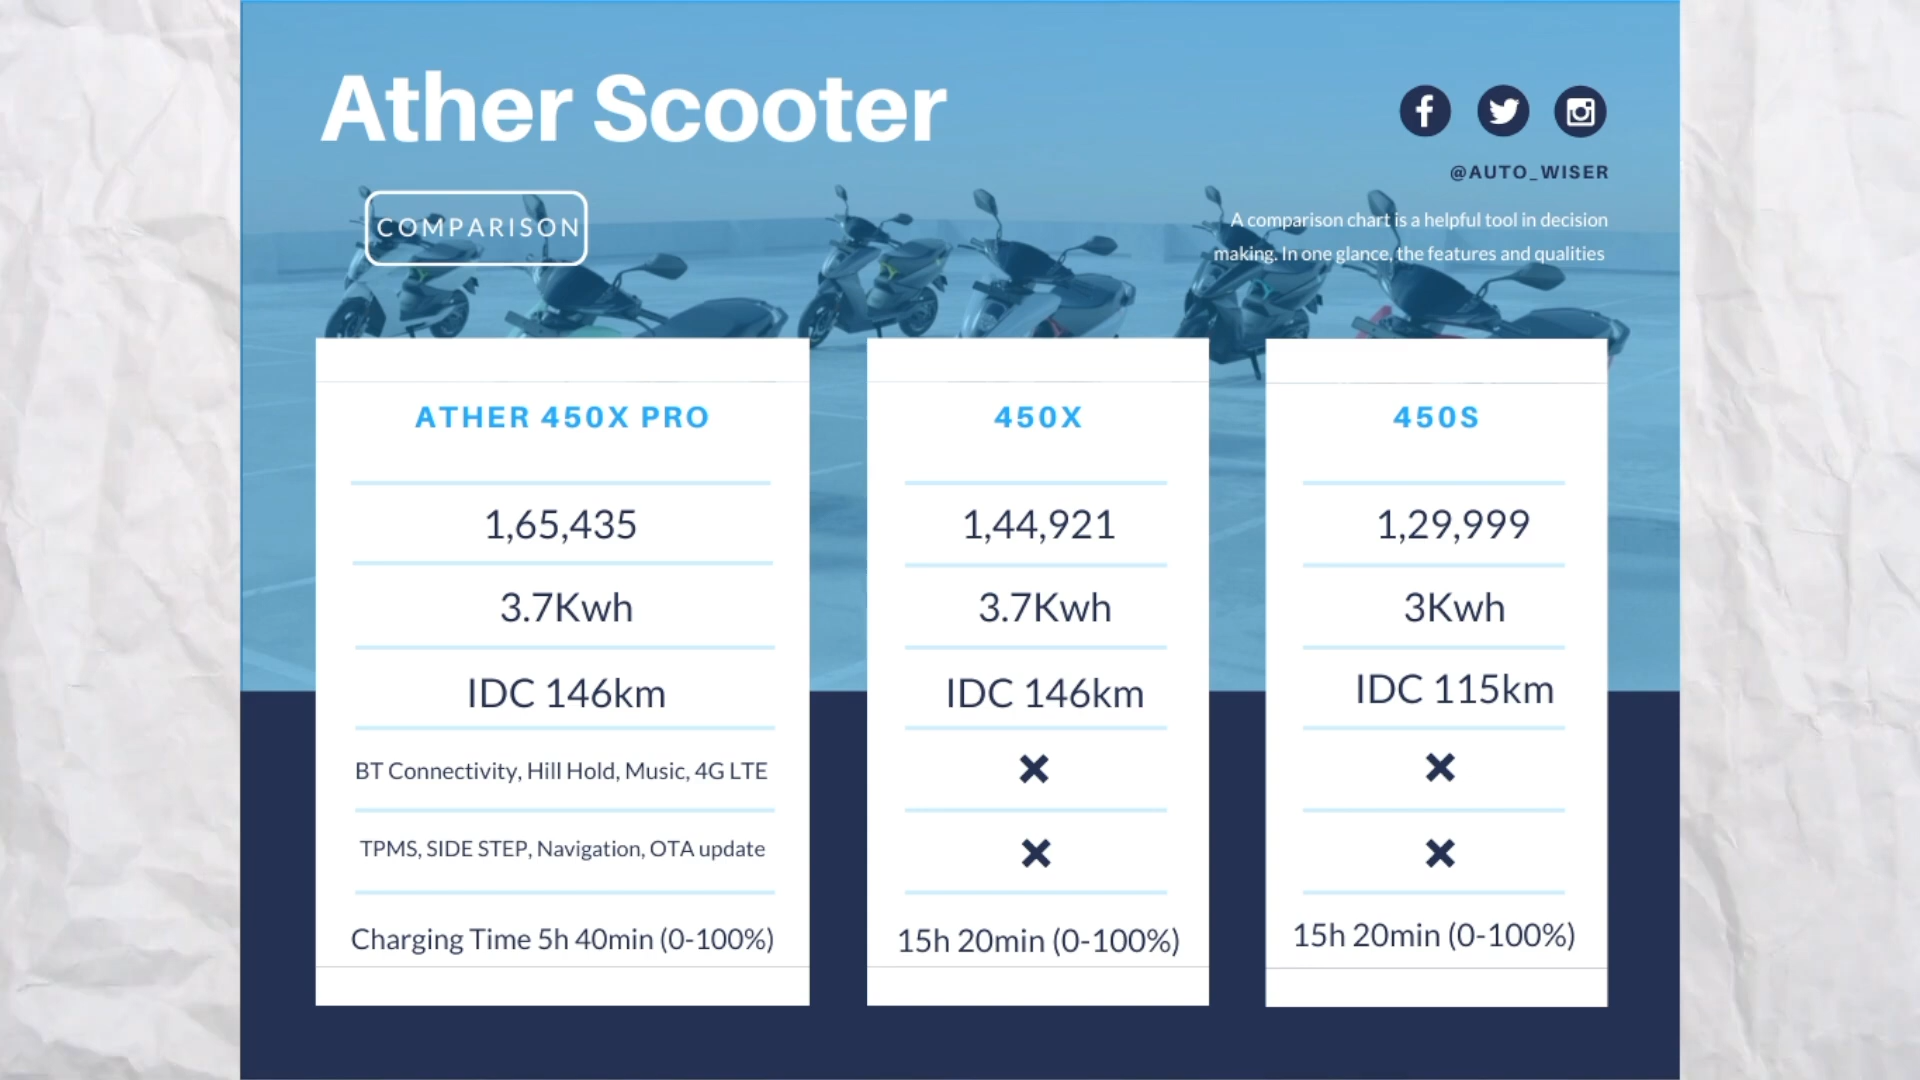 Ather Scooter
COMPARISON
@AUTO_WISER
A comparison chart is a helpful tool in decision
making. In one glance, the features and qualities
ATHER 450X PRO
1,65,435
3.7Kwh
IDC 146km
BT Connectivity, Hill Hold, Music, 4G LTE
TPMS, SIDE STEP, Navigation, OTA update
Charging Time 5h 40min (0-100%)
450X
1,44,921
3.7Kwh
IDC 146km
15h 20min (0-100%)
450S
1,29,999
3Kwh
IDC 115km
15h 20min (0-100%)